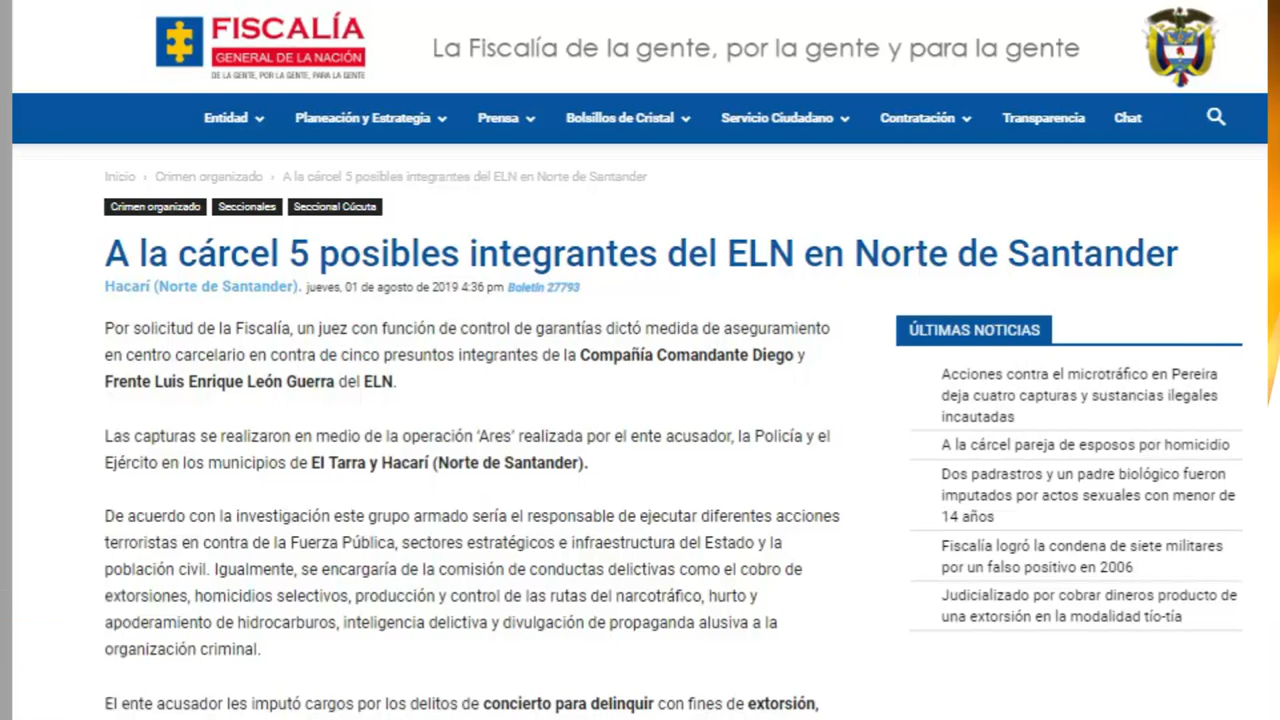 FISCALÍA
GENERAL DE LA NACIÓN
DE LA GENTE, POR LA GENTE, PARA LA GENTE
La Fiscalía de la gente, por la gente y para la gente
Entidad Planeación y Estrategia Prensa Bolsillos de Cristal Servicio Ciudadano Contratación Transparencia Chat
Inicio › Crimen organizado › A la cárcel 5 posibles integrantes del ELN en Norte de Santander
Crimen organizado Seccionales Seccional Cúcuta
A la cárcel 5 posibles integrantes del ELN en Norte de Santander
Hacarí (Norte de Santander). jueves, 01 de agosto de 2019 4:36 pm Boletín 27793
Por solicitud de la Fiscalía, un juez con función de control de garantías dictó medida de aseguramiento
en centro carcelario en contra de cinco presuntos integrantes de la Compañía Comandante Diego y
Frente Luis Enrique León Guerra del ELN.
Las capturas se realizaron en medio de la operación ‘Ares’ realizada por el ente acusador, la Policía y el
Ejército en los municipios de El Tarra y Hacarí (Norte de Santander).
De acuerdo con la investigación este grupo armado sería el responsable de ejecutar diferentes acciones
terroristas en contra de la Fuerza Pública, sectores estratégicos e infraestructura del Estado y la
población civil. Igualmente, se encargaría de la comisión de conductas delictivas como el cobro de
extorsiones, homicidios selectivos, producción y control de las rutas del narcotráfico, hurto y
apoderamiento de hidrocarburos, inteligencia delictiva y divulgación de propaganda alusiva a la
organización criminal.
El ente acusador les imputó cargos por los delitos de concierto para delinquir con fines de extorsión,
ÚLTIMAS NOTICIAS
Acciones contra el microtráfico en Pereira
deja cuatro capturas y sustancias ilegales
incautadas
A la cárcel pareja de esposos por homicidio
Dos padrastros y un padre biológico fueron
imputados por actos sexuales con menor de
14 años
Fiscalía logró la condena de siete militares
por un falso positivo en 2006
Judicializado por cobrar dineros producto de
una extorsión en la modalidad tío-tía